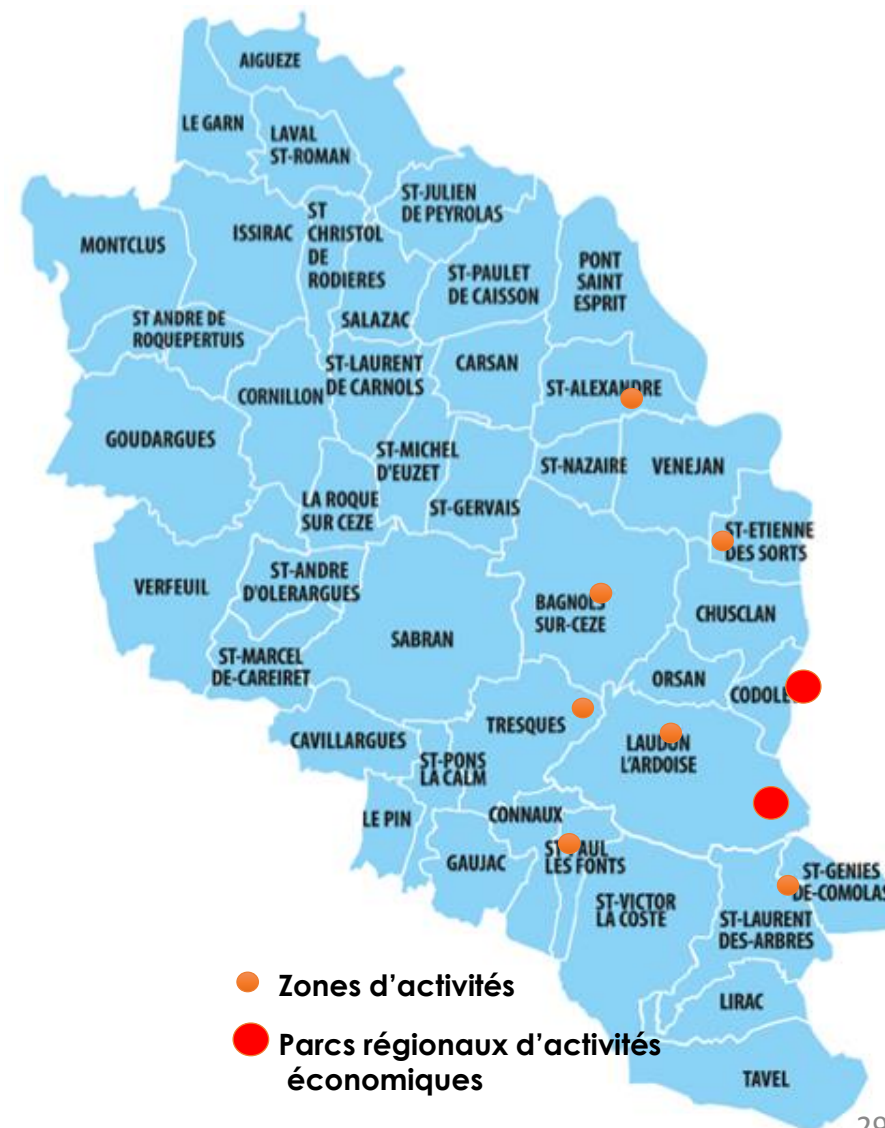 AIGUEZE
LE GARN
LAVAL
ST-ROMAN
ST-JULIEN
DE PEYROLAS
MONTCLUS
ISSIRAC
ST
CHRISTOL
DE
RODIERES
ST-PAULET
DE CAISSON
PONT
SAINT
ESPRIT
ST ANDRE DE
ROQUEPERTUIS
SALAZAC
ST-LAURENT
DE CARNOLS
CARSAN
ST-ALEXANDRE
CORNILLON
GOUDARGUES
ST-MICHEL
D'EUZET
ST-NAZAIRE
VENEJAN
LA ROQUE
SUR CEZE
ST-GERVAIS
ST-ETIENNE
DES SORTS
VERFEUIL
ST-ANDRE
D'OLERARGUES
BAGNOLS
SUR-CEZE
CHUSCLAN
SABRAN
ST-MARCEL
DE-CAREIRET
ORSAN
CODOLET
TRESQUES
CAVILLARGUES
LAUDUN
L'ARDOISE
ST-PONS
LA CALM
LE PIN
CONNAUX
GAUJAC
ST-PAUL
LES FONTS
ST-GENIES
DE-COMOLAS
ST-VICTOR
LA COSTE
ST-LAURENT
DES-ARBRES
LIRAC
TAVEL
Zones d'activités
Parcs régionaux d'activités
économiques
29